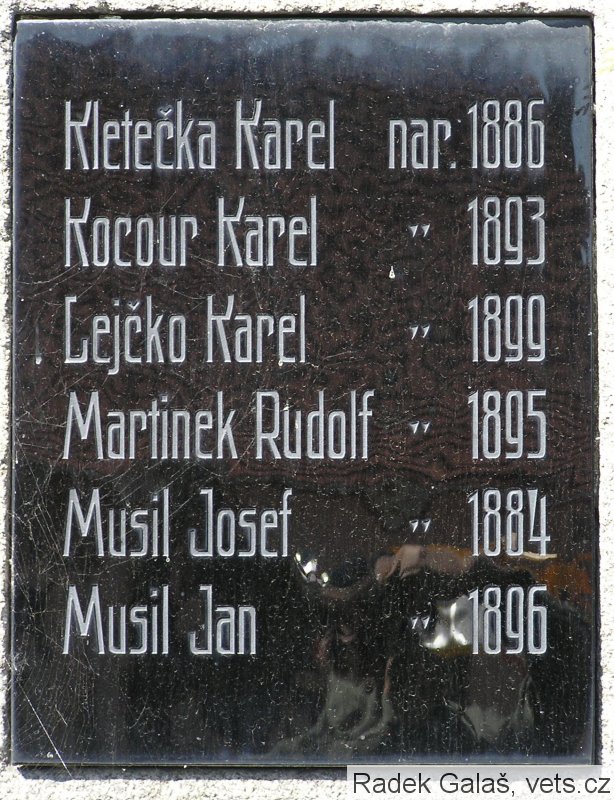 Kletečka Karel nar. 1886
Kocour Karel " 1893
Lejčko Karel " 1899
Martinek Rudolf " 1895
Musil Josef " 1884
Musil Jan " 1896
Radek Galaš, vets.cz